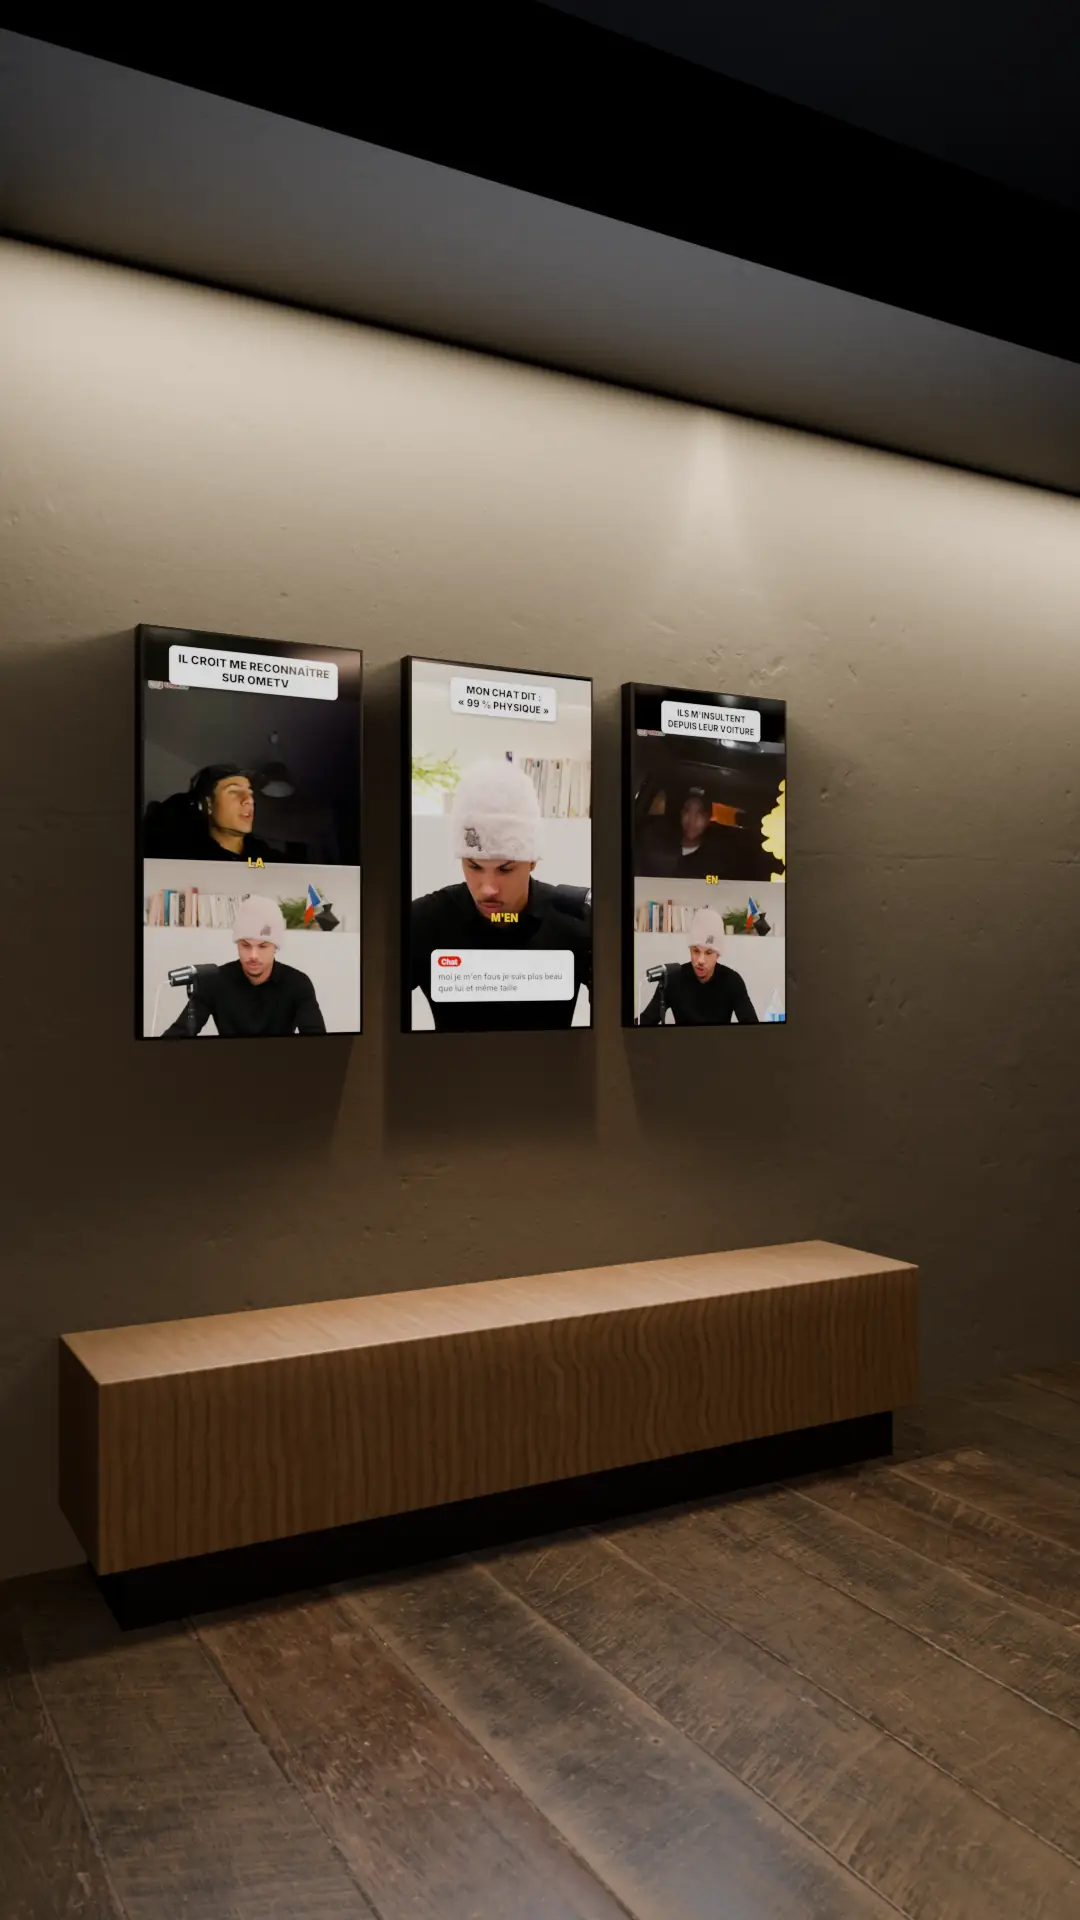 IL CROIT ME RECONNAÎTRE
SUR OMETV
LA
MON CHAT DIT :
« 99 % PHYSIQUE »
M'EN
Chat
moi je m'en fous je suis plus beau
que lui et même taille
ILS M'INSULTENT
DEPUIS LEUR VOITURE
EN